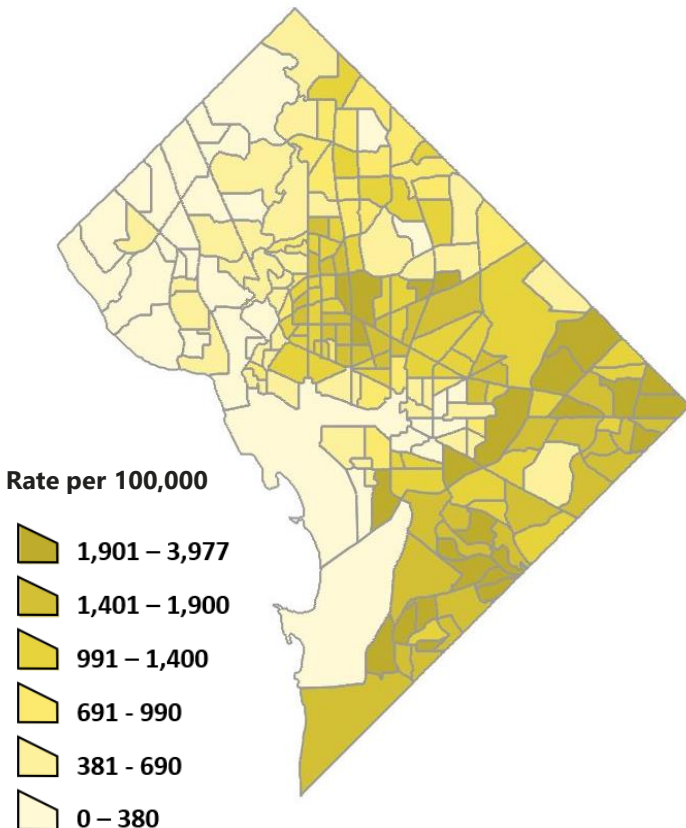 Rate per 100,000
1,901 – 3,977
1,401 – 1,900
991 – 1,400
691 - 990
381 - 690
0 – 380